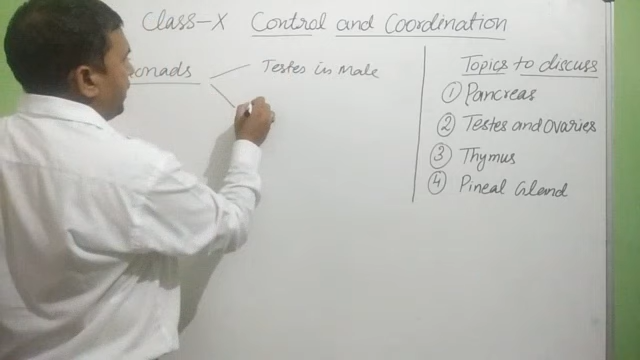 Class-X Control and Coordination
Testes in Male
Topics to discuss
① Pancreas
② Testes and Ovaries
③ Thymus
④ Pineal Gland